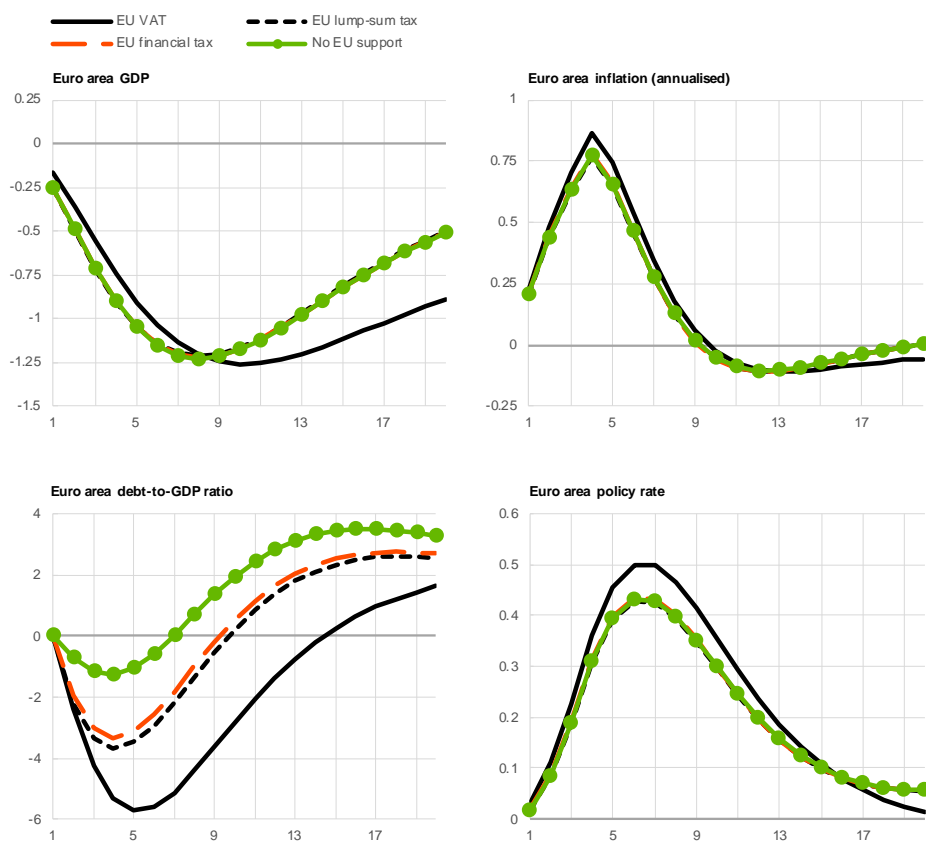 EU VAT
EU lump-sum tax
EU financial tax
No EU support
Euro area GDP
0.25
0
-0.25
-0.5
-0.75
-1
-1.25
-1.5
1 5 9 13 17
Euro area inflation (annualised)
1
0.75
0.5
0.25
0
-0.25
1 5 9 13 17
Euro area debt-to-GDP ratio
4
2
0
-2
-4
-6
1 5 9 13 17
Euro area policy rate
0.6
0.5
0.4
0.3
0.2
0.1
0
1 5 9 13 17